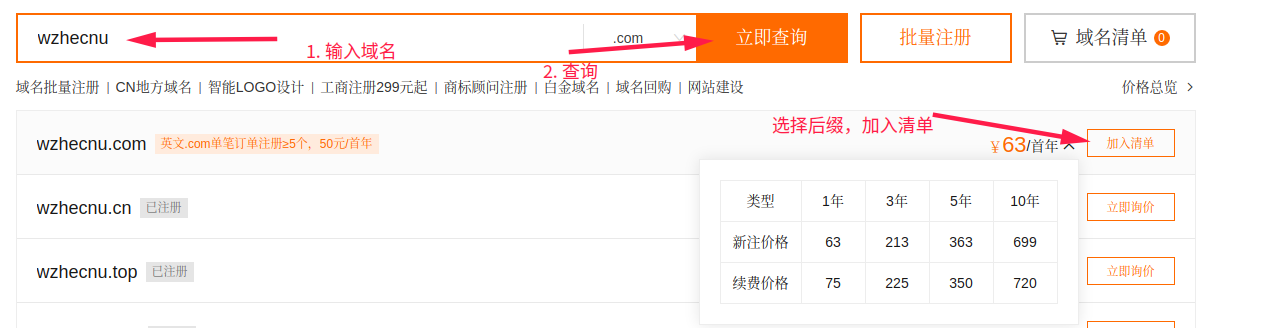 wzhecnu .com 立即查询 批量注册 域名清单 2
1. 输入域名
2. 查询
域名批量注册 | CN地方域名 | 智能LOGO设计 | 工商注册299元起 | 商标顾问注册 | 白金域名 | 域名回购 | 网站建设 价格总览
选择后缀，加入清单
wzhecnu.com 英文.com单笔订单注册≥5个，50元/首年 ¥63/首年 加入清单
类型 1年 3年 5年 10年
新注价格 63 213 363 699
续费价格 75 225 350 720
wzhecnu.cn 已注册 立即询价
wzhecnu.top 已注册 立即询价